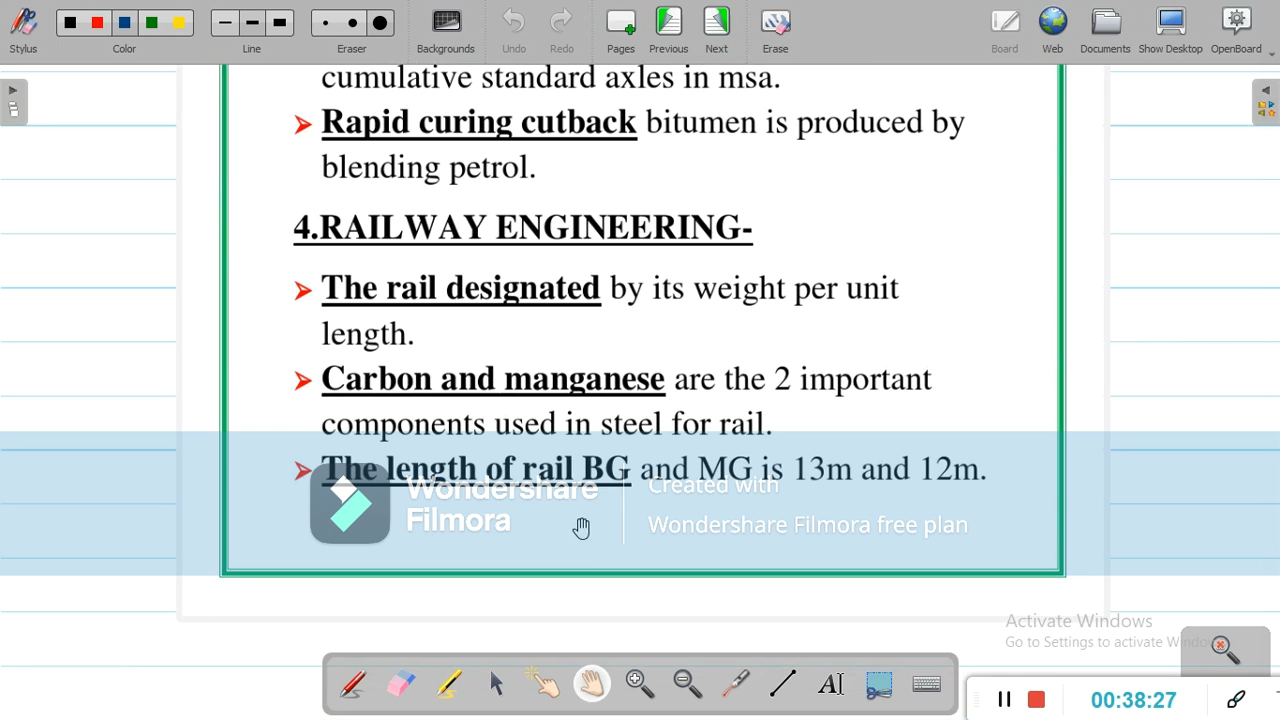 Stylus
Color
Line
Eraser
Backgrounds
Undo
Redo
Pages
Previous
Next
Erase
Board
Web
Documents
Show Desktop
OpenBoard
cumulative standard axles in msa.
Rapid curing cutback bitumen is produced by
blending petrol.
4.RAILWAY ENGINEERING-
The rail designated by its weight per unit
length.
Carbon and manganese are the 2 important
components used in steel for rail.
The length of rail BG and MG is 13m and 12m.
Wondershare
Filmora
Created with
Wondershare Filmora free plan
Activate Windows
Go to Settings to activate Windows.
AI
00:38:27